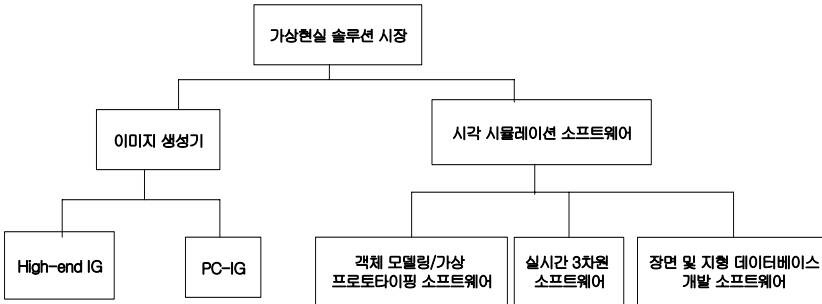 가상현실 솔루션 시장
이미지 생성기
시각 시뮬레이션 소프트웨어
High-end IG
PC-IG
객체 모델링/가상
프로토타이핑 소프트웨어
실시간 3차원
소프트웨어
장면 및 지형 데이터베이스
개발 소프트웨어